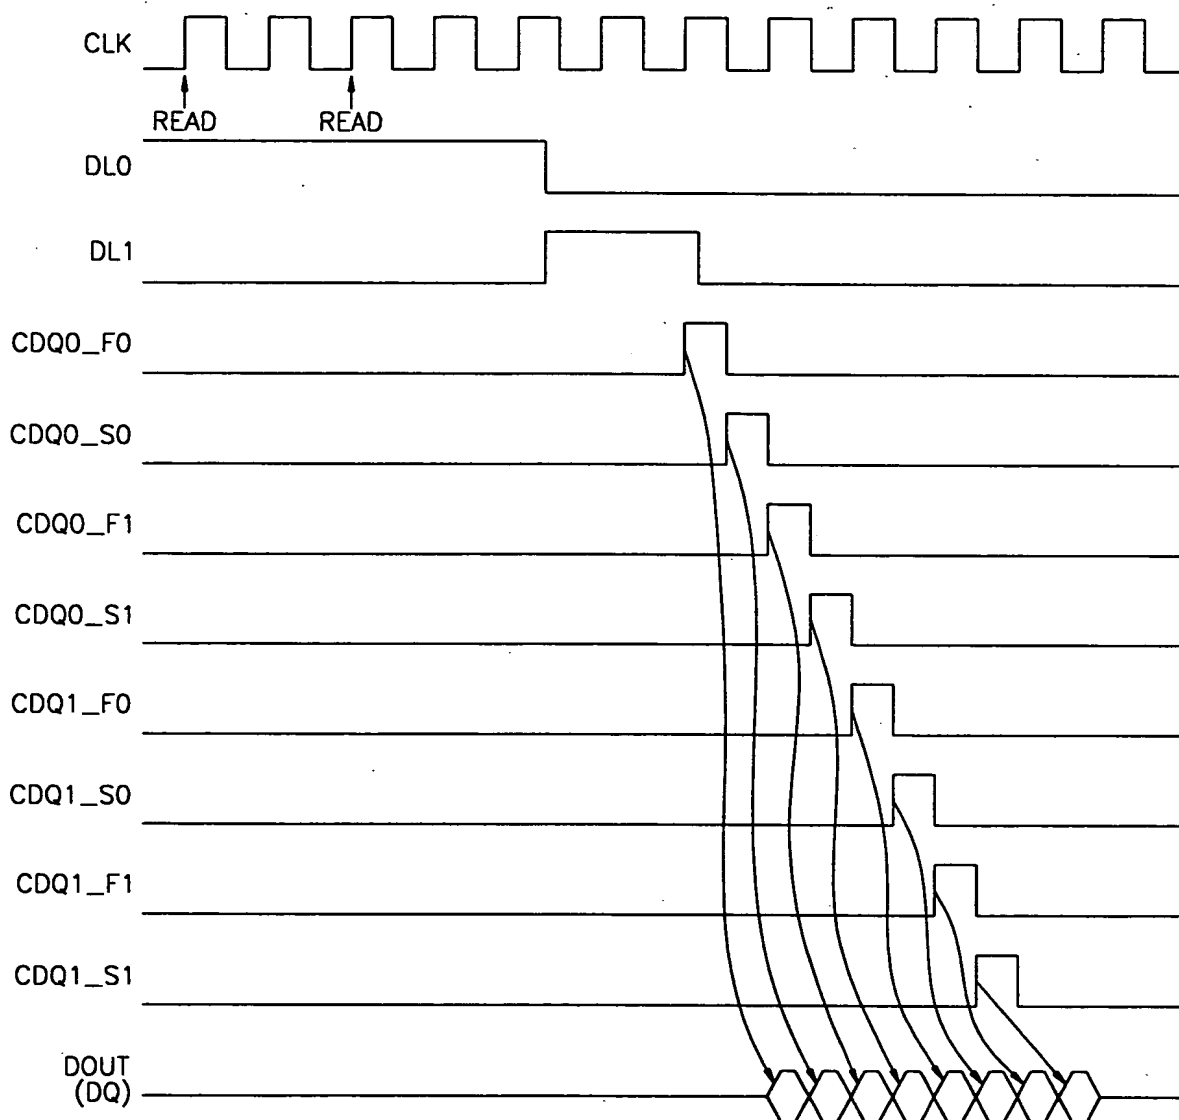 CLK
READ READ
DL0
DL1
CDQ0_F0
CDQ0_S0
CDQ0_F1
CDQ0_S1
CDQ1_F0
CDQ1_S0
CDQ1_F1
CDQ1_S1
DOUT
(DQ)